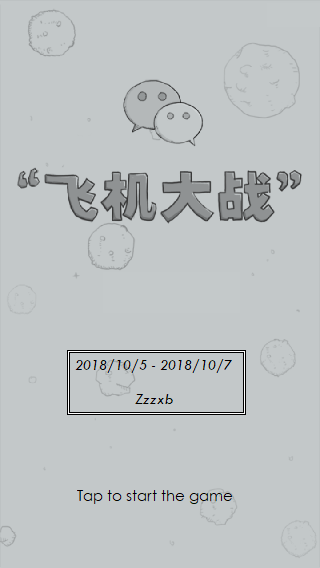 “飞机大战”
2018/10/5 - 2018/10/7
Zzzxb
Tap to start the game